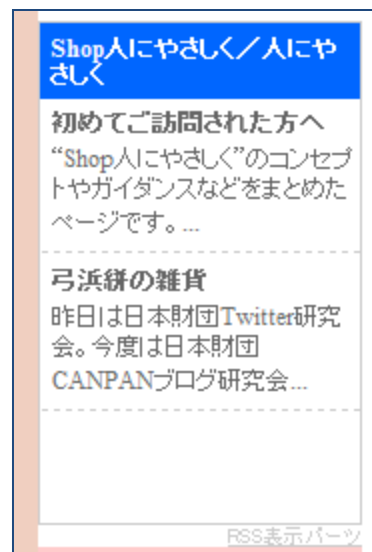 Shop人にやさしく／人にや
さしく
初めてご訪問された方へ
“Shop人にやさしく”のコンセプ
トやガイダンスなどをまとめた
ページです。...
弓浜絣の雑貨
昨日は日本財団Twitter研究
会。今度は日本財団
CANPANブログ研究会...
RSS表示パーツ